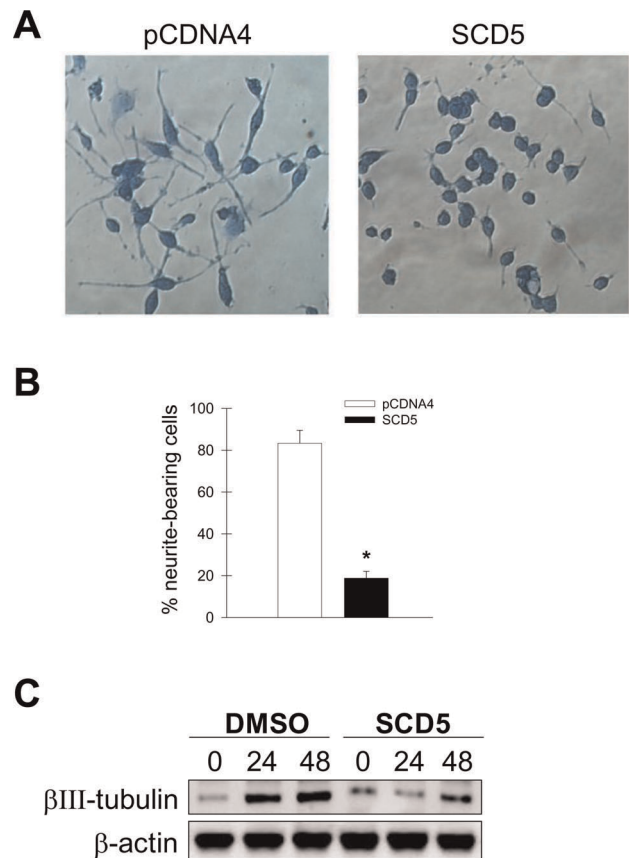 A
pCDNA4 SCD5
B
pCDNA4
SCD5
% neurite-bearing cells
100
80
60
40
20
0
*
C
DMSO SCD5
0 24 48 0 24 48
βIII-tubulin
β-actin